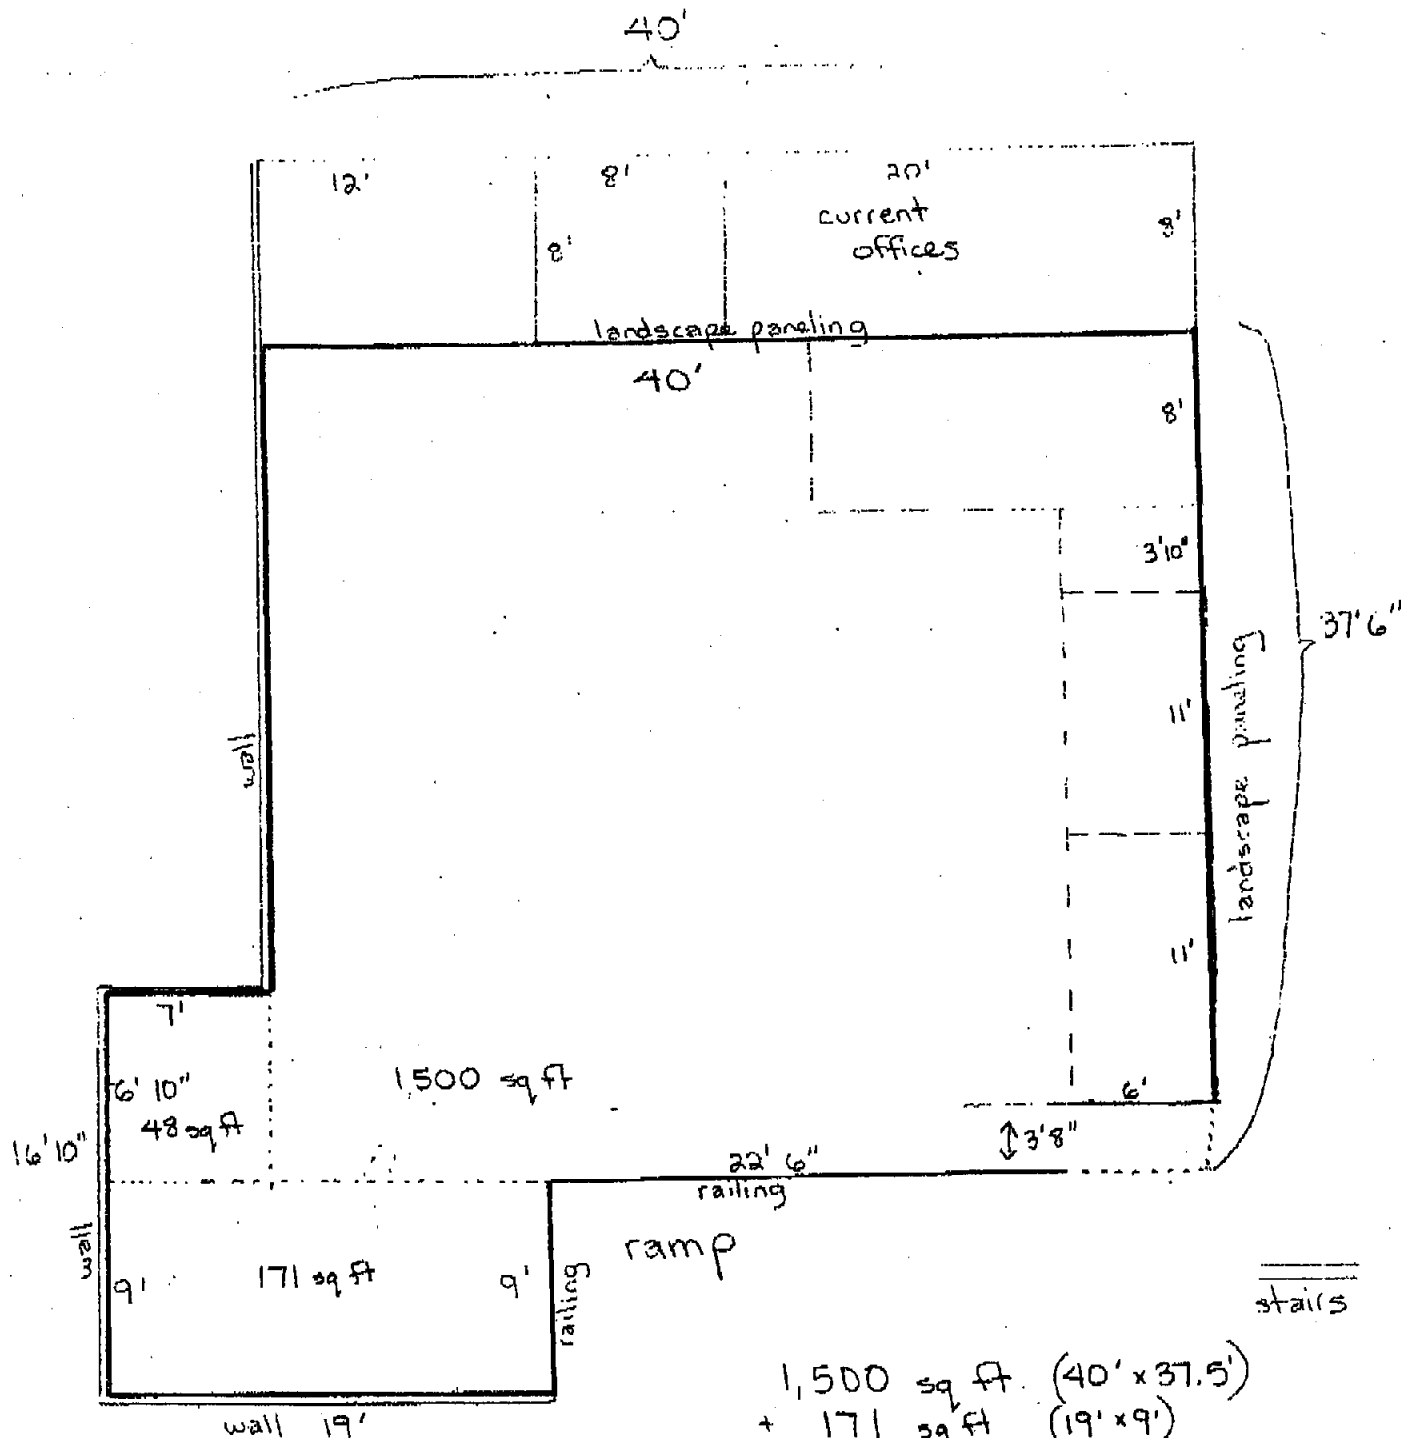 40'
12'
8'
20'
current
offices
8'
8'
landscape paneling
40'
8'
3'10"
37'6"
landscape paneling
11'
wall
11'
7'
6' 10"
1,500 sq ft
48 sq ft
6'
16'10"
3'8"
22' 6"
railing
wall
ramp
9'
171 sq ft
9'
railing
stairs
1,500 sq ft. (40' x 37.5')
+ 171 sq ft (19' x 9')
wall 19'